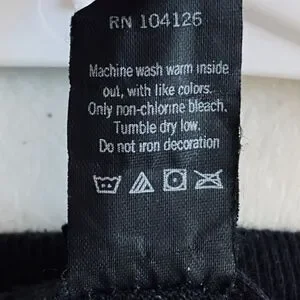 RN 104126
Machine wash warm inside
out, with like colors.
Only non-chlorine bleach.
Tumble dry low.
Do not iron decoration